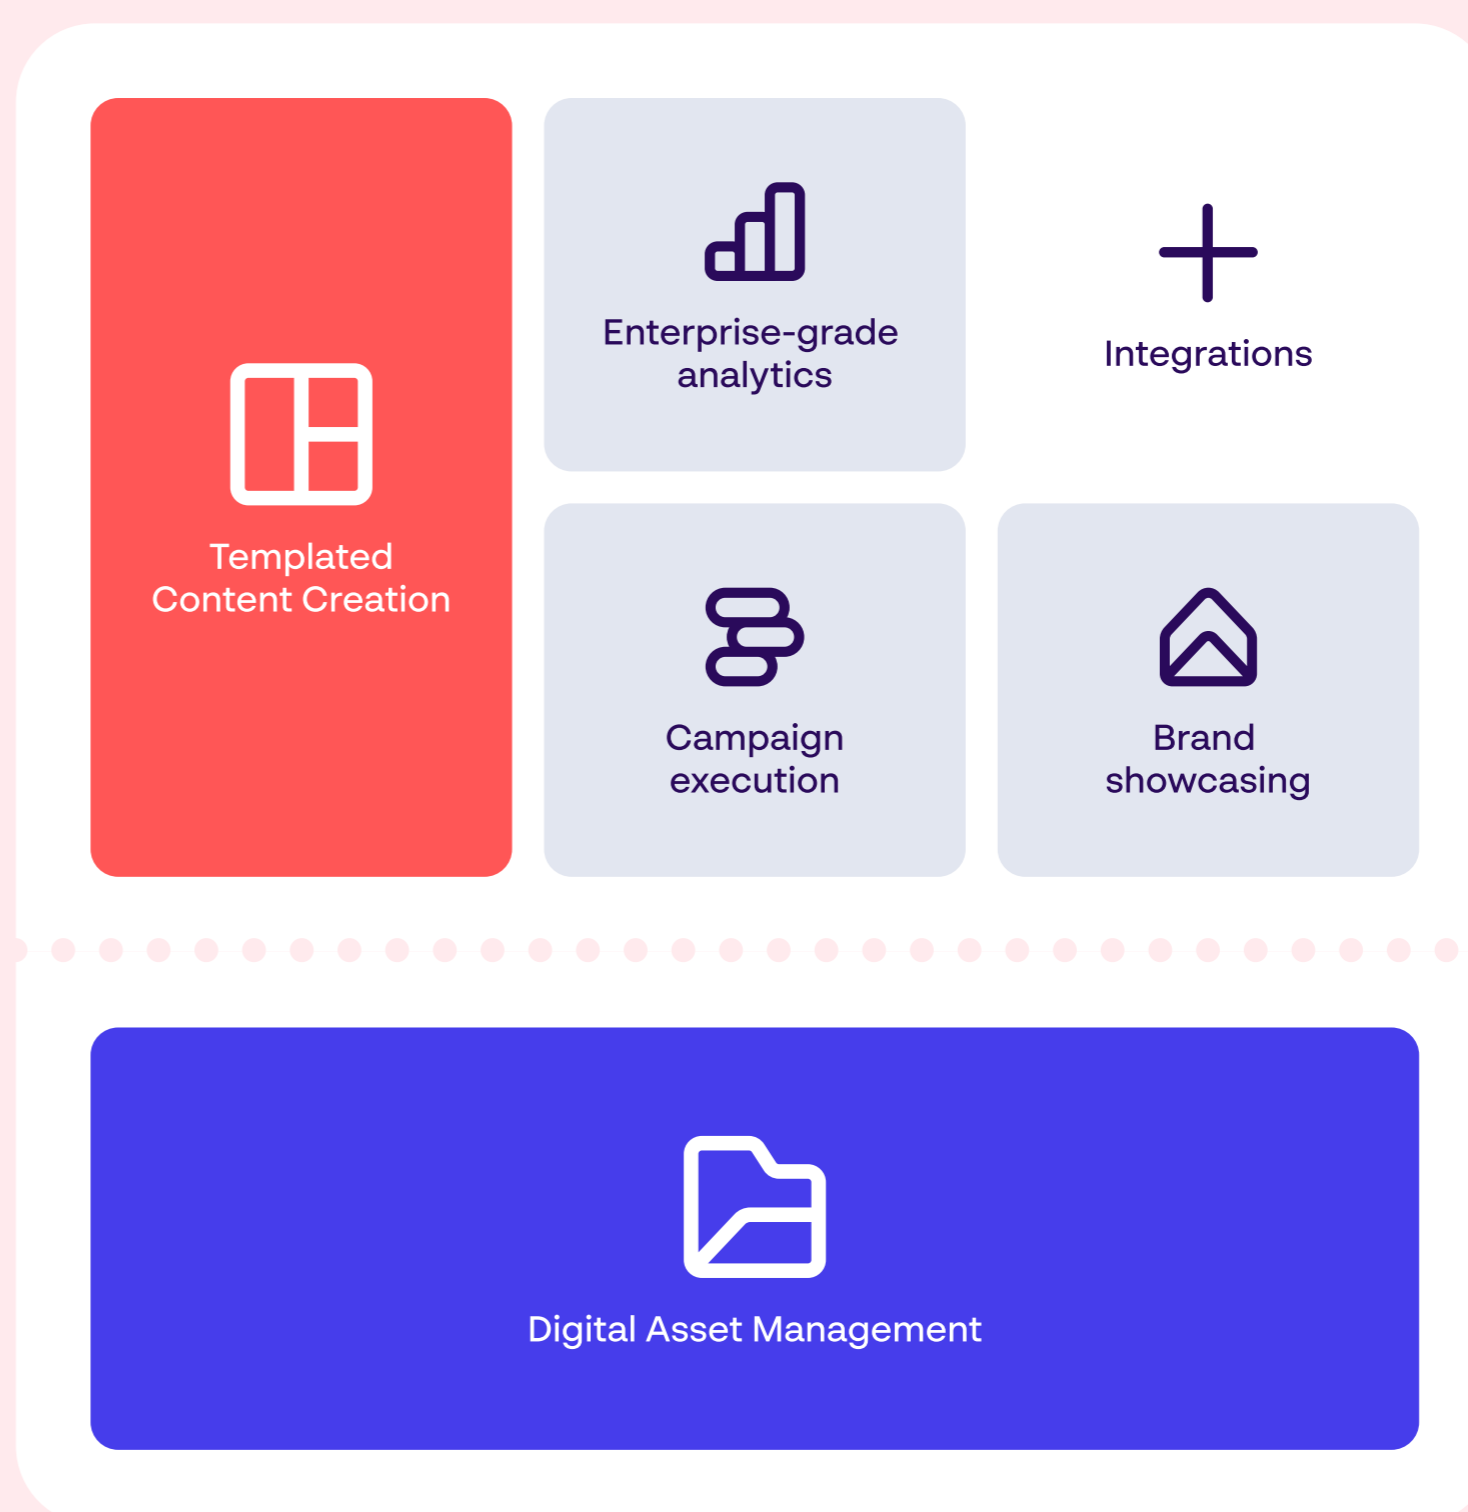 Templated
Content Creation
Enterprise-grade
analytics
Integrations
Campaign
execution
Brand
showcasing
Digital Asset Management